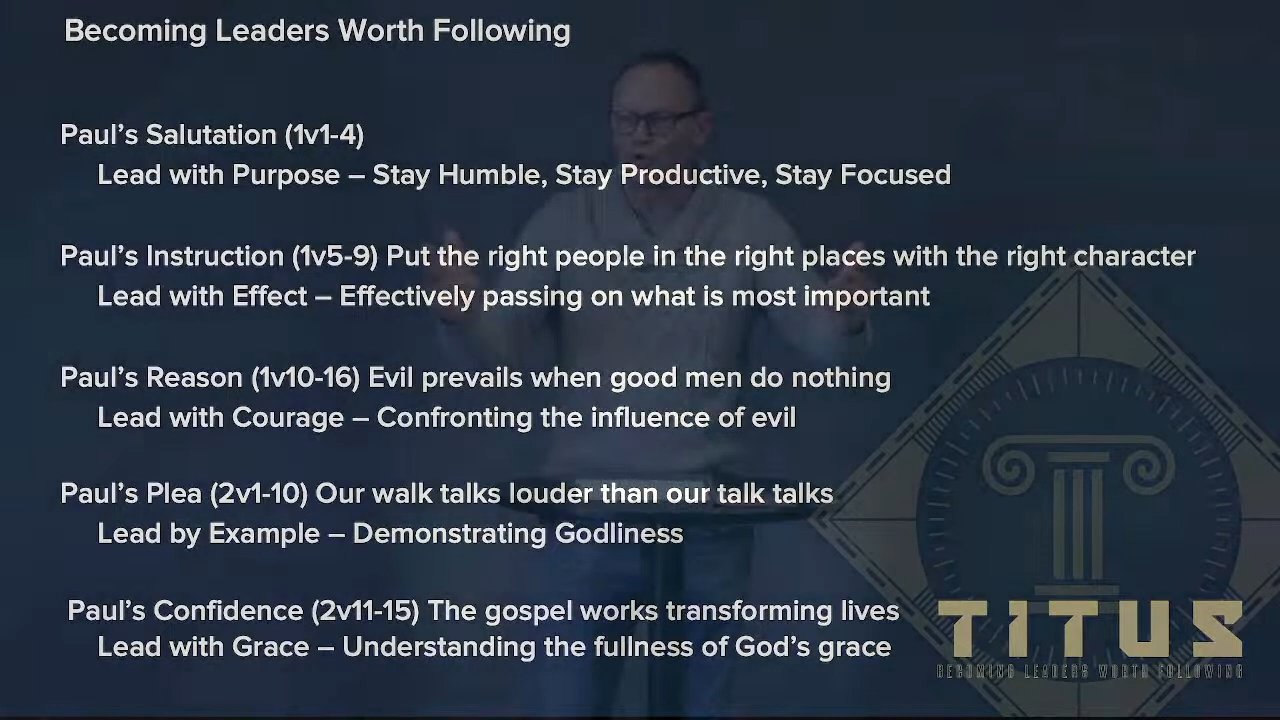 Becoming Leaders Worth Following
Paul’s Salutation (1v1-4)
Lead with Purpose – Stay Humble, Stay Productive, Stay Focused
Paul’s Instruction (1v5-9) Put the right people in the right places with the right character
Lead with Effect – Effectively passing on what is most important
Paul’s Reason (1v10-16) Evil prevails when good men do nothing
Lead with Courage – Confronting the influence of evil
Paul’s Plea (2v1-10) Our walk talks louder than our talk talks
Lead by Example – Demonstrating Godliness
Paul’s Confidence (2v11-15) The gospel works transforming lives
Lead with Grace – Understanding the fullness of God’s grace
TITUS
BECOMING LEADERS WORTH FOLLOWING